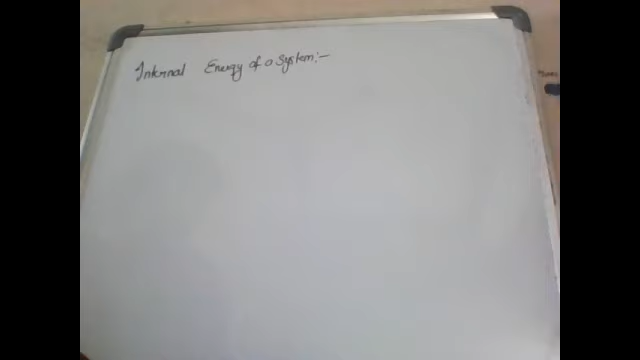 Internal Energy of a System:-